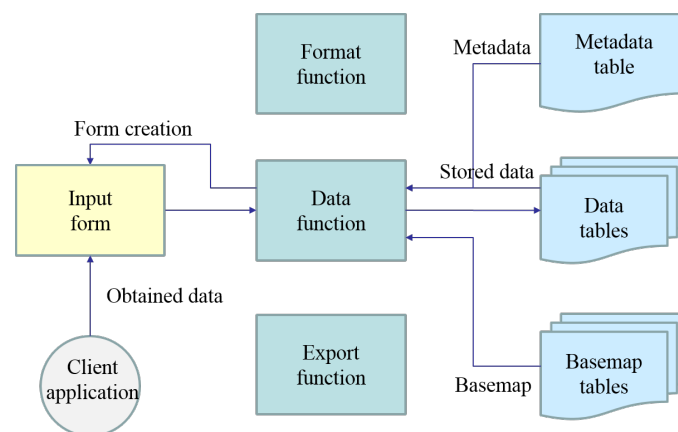 Format
function
Metadata
Metadata
table
Form creation
Input
form
Data
function
Stored data
Data
tables
Obtained data
Client
application
Export
function
Basemap
Basemap
tables